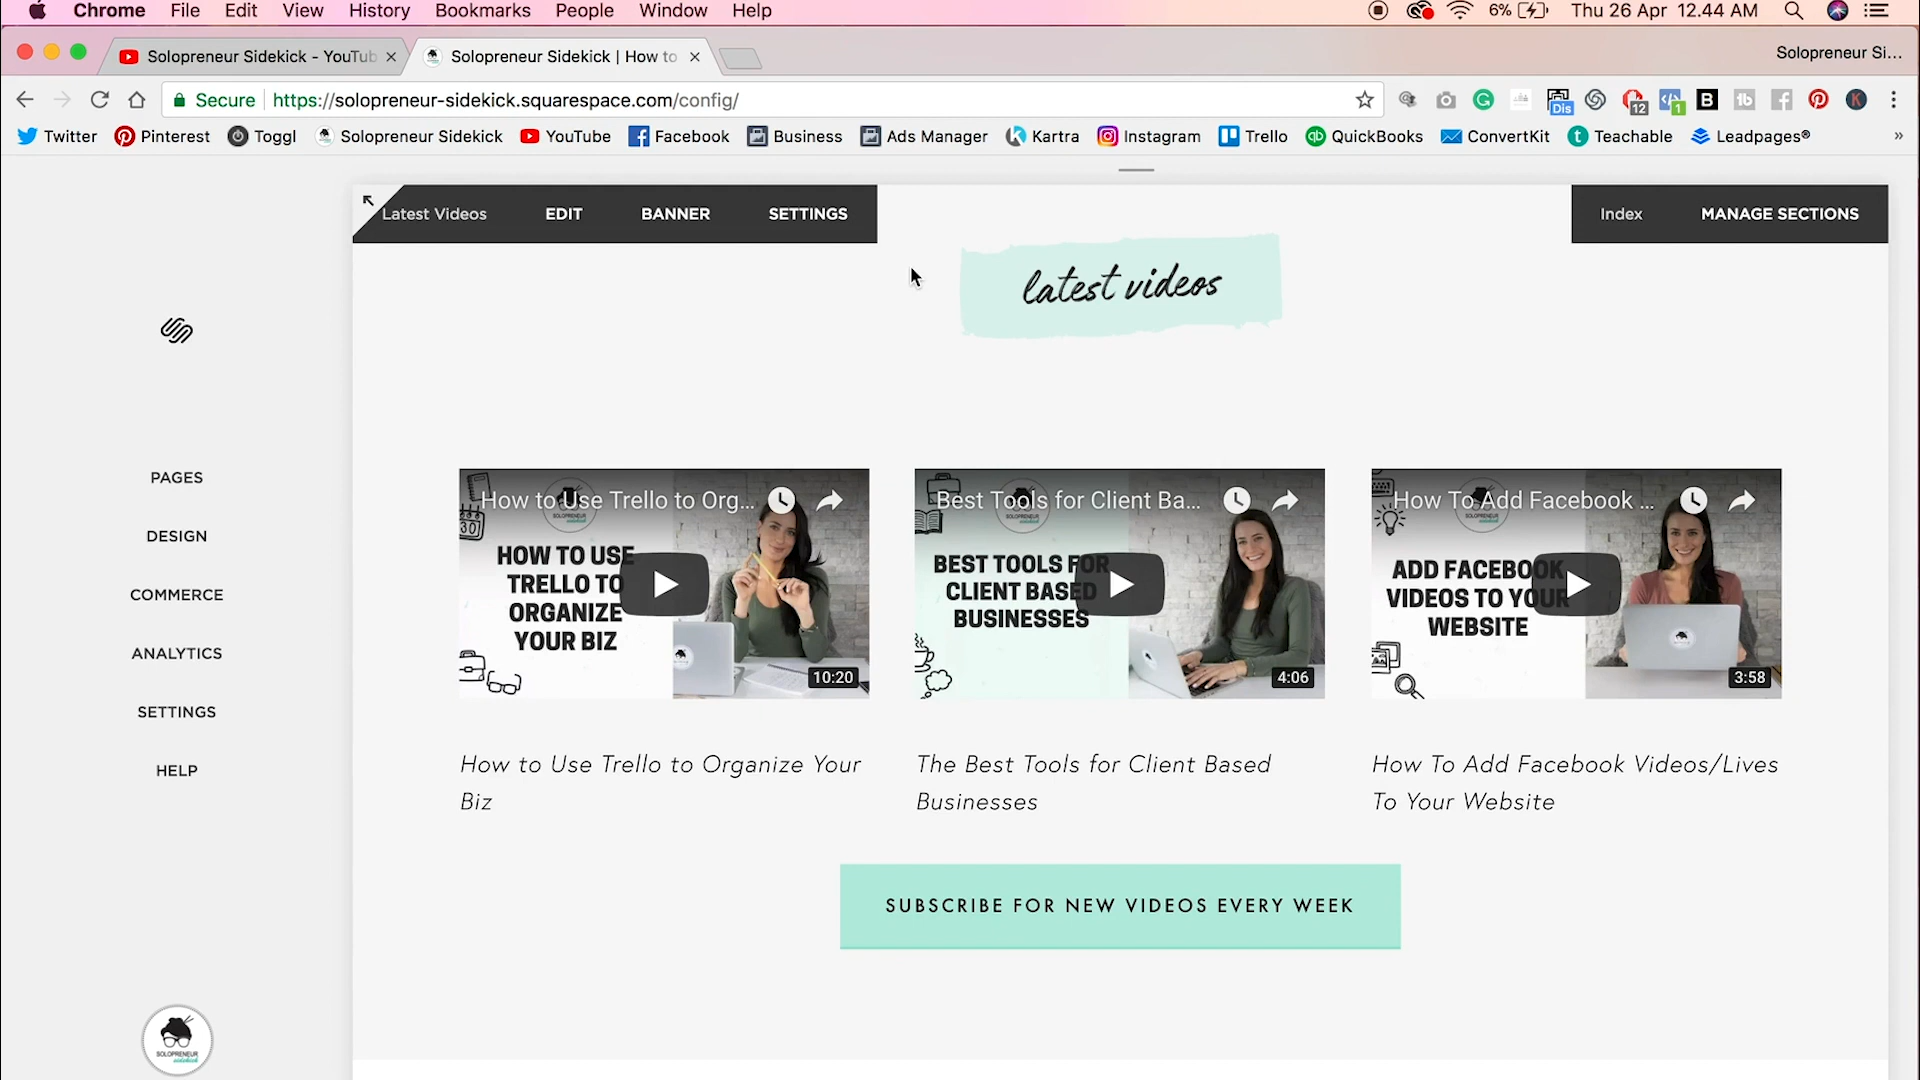 Chrome File Edit View History Bookmarks People Window Help 6% Thu 26 Apr 12.44 AM
Solopreneur Sidekick - YouTub Solopreneur Sidekick | How to Solopreneur Si...
Secure https://solopreneur-sidekick.squarespace.com/config/ Dis 12 1 B tb K
Twitter Pinterest Toggl Solopreneur Sidekick YouTube Facebook Business Ads Manager Kartra Instagram Trello QuickBooks ConvertKit Teachable Leadpages® »
Latest Videos EDIT BANNER SETTINGS Index MANAGE SECTIONS
latest videos
PAGES
DESIGN
COMMERCE
ANALYTICS
SETTINGS
HELP
How to Use Trello to Org...
HOW TO USE
TRELLO TO
ORGANIZE
YOUR BIZ
10:20
Best Tools for Client Ba...
BEST TOOLS FOR
CLIENT BASED
BUSINESSES
4:06
How To Add Facebook ...
ADD FACEBOOK
VIDEOS TO YOUR
WEBSITE
3:58
How to Use Trello to Organize Your
Biz
The Best Tools for Client Based
Businesses
How To Add Facebook Videos/Lives
To Your Website
SUBSCRIBE FOR NEW VIDEOS EVERY WEEK
SOLOPRENEUR
sidekick